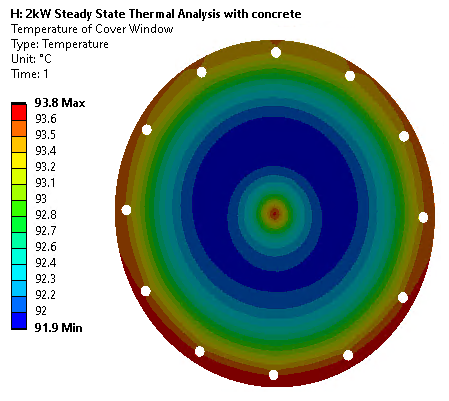 H: 2kW Steady State Thermal Analysis with concrete
Temperature of Cover Window
Type: Temperature
Unit: °C
Time: 1
93.8 Max
93.6
93.5
93.4
93.2
93.1
93
92.8
92.7
92.6
92.4
92.3
92.2
92
91.9 Min